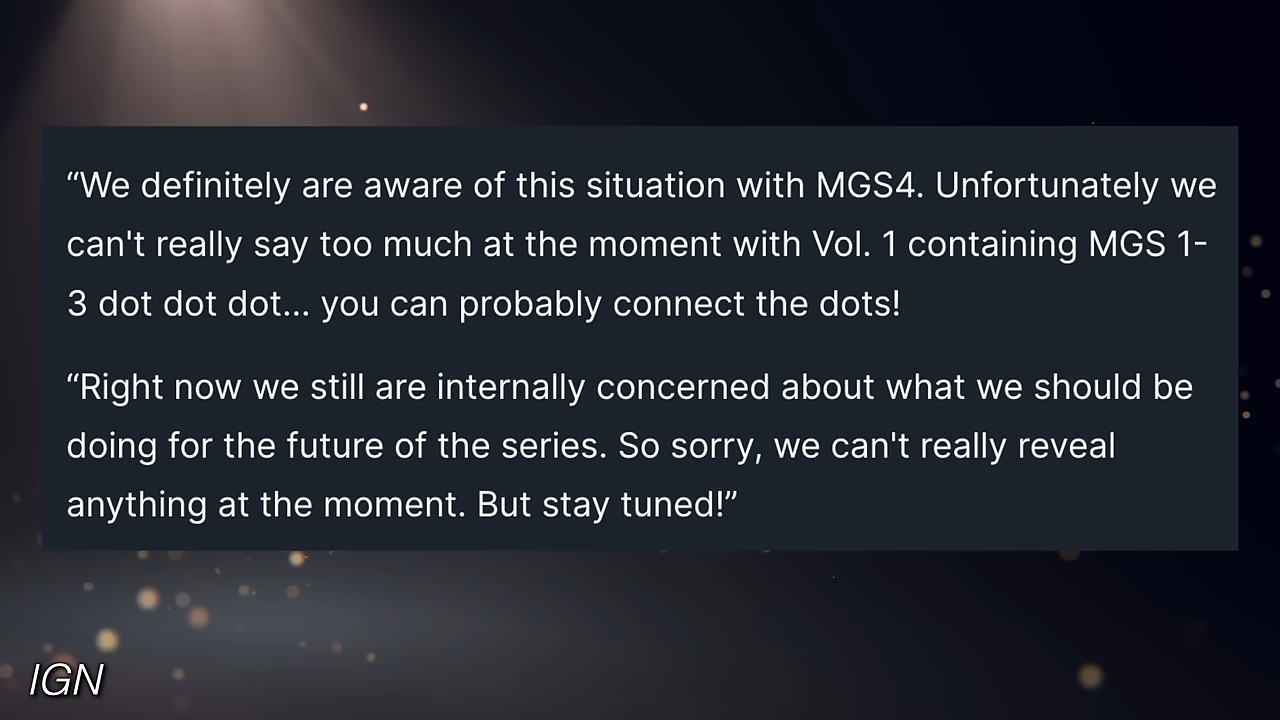 “We definitely are aware of this situation with MGS4. Unfortunately we
can't really say too much at the moment with Vol. 1 containing MGS 1-
3 dot dot dot... you can probably connect the dots!
“Right now we still are internally concerned about what we should be
doing for the future of the series. So sorry, we can't really reveal
anything at the moment. But stay tuned!”
IGN